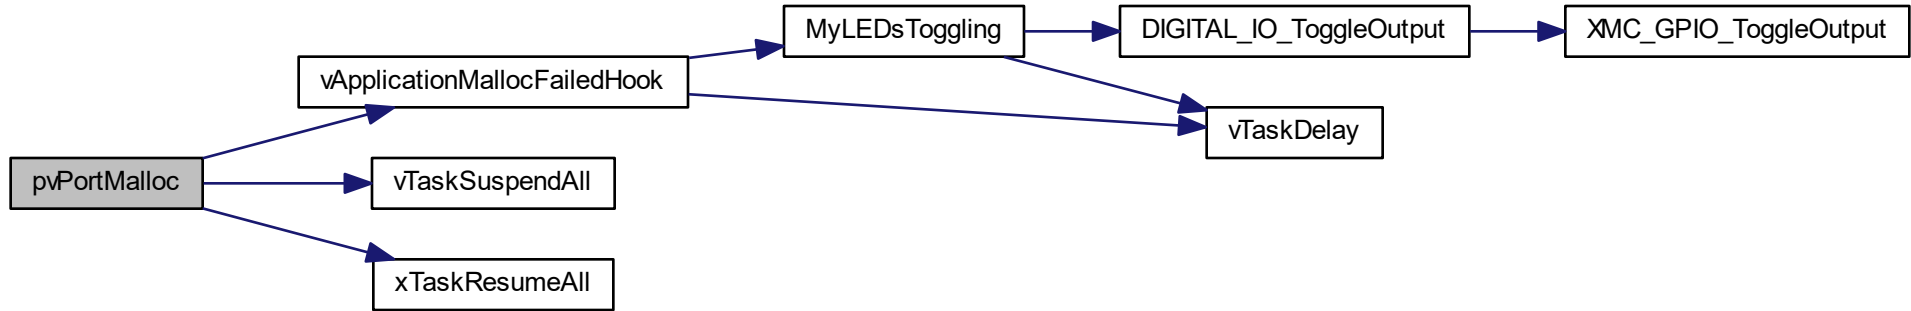 MyLEDsToggling
DIGITAL_IO_ToggleOutput
XMC_GPIO_ToggleOutput
vApplicationMallocFailedHook
vTaskDelay
pvPortMalloc
vTaskSuspendAll
xTaskResumeAll